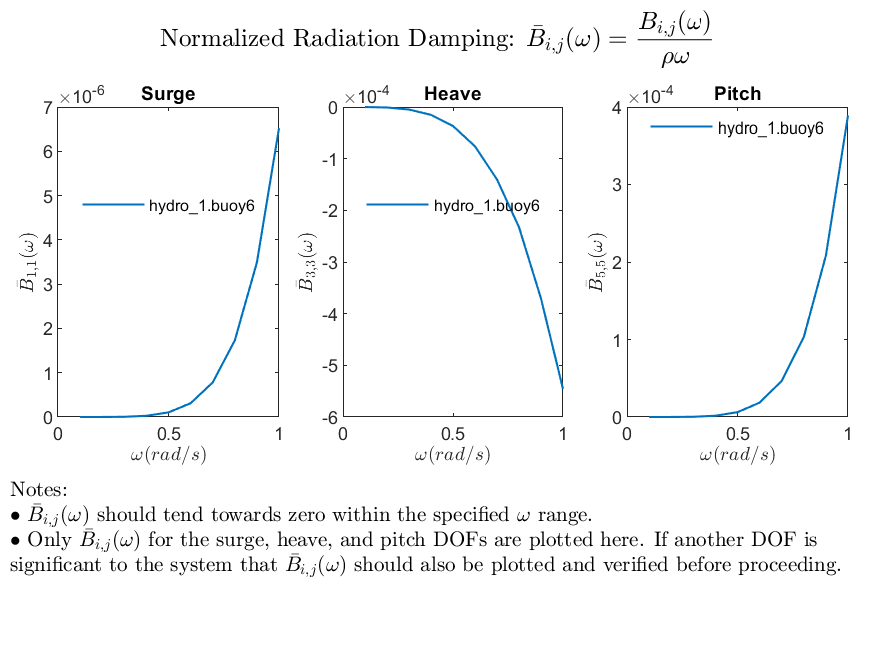 Normalized Radiation Damping: B̄_{i,j}(ω) = B_{i,j}(ω) / ρω
×10^-6 Surge
7
6
5
4
3
2
1
0
0 0.5 1
B̄_{1,1}(ω)
ω(rad/s)
hydro_1.buoy6
×10^-4 Heave
0
-1
-2
-3
-4
-5
-6
0 0.5 1
B̄_{3,3}(ω)
ω(rad/s)
hydro_1.buoy6
×10^-4 Pitch
4
3
2
1
0
0 0.5 1
B̄_{5,5}(ω)
ω(rad/s)
hydro_1.buoy6
Notes:
• B̄_{i,j}(ω) should tend towards zero within the specified ω range.
• Only B̄_{i,j}(ω) for the surge, heave, and pitch DOFs are plotted here. If another DOF is
significant to the system that B̄_{i,j}(ω) should also be plotted and verified before proceeding.